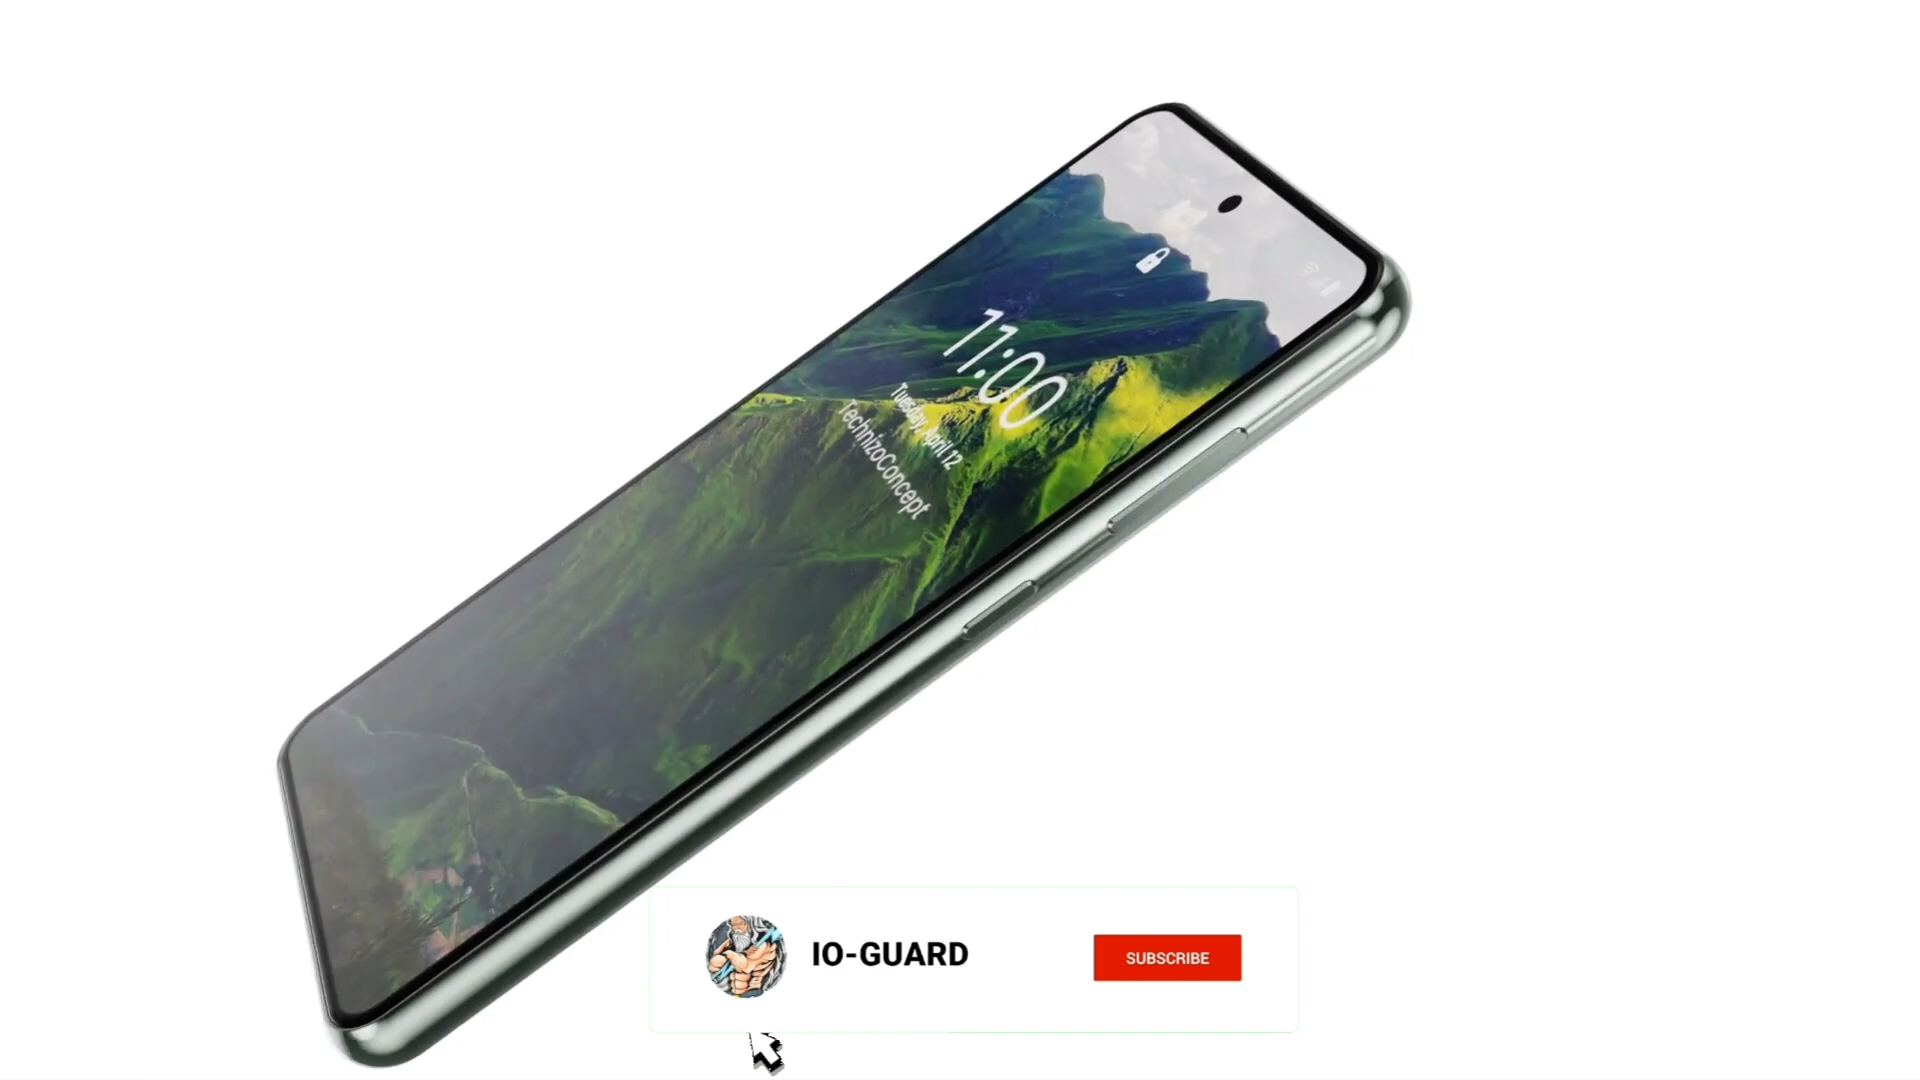 11:00
Tuesday, April 12
TechnizoConcept
IO-GUARD
SUBSCRIBE